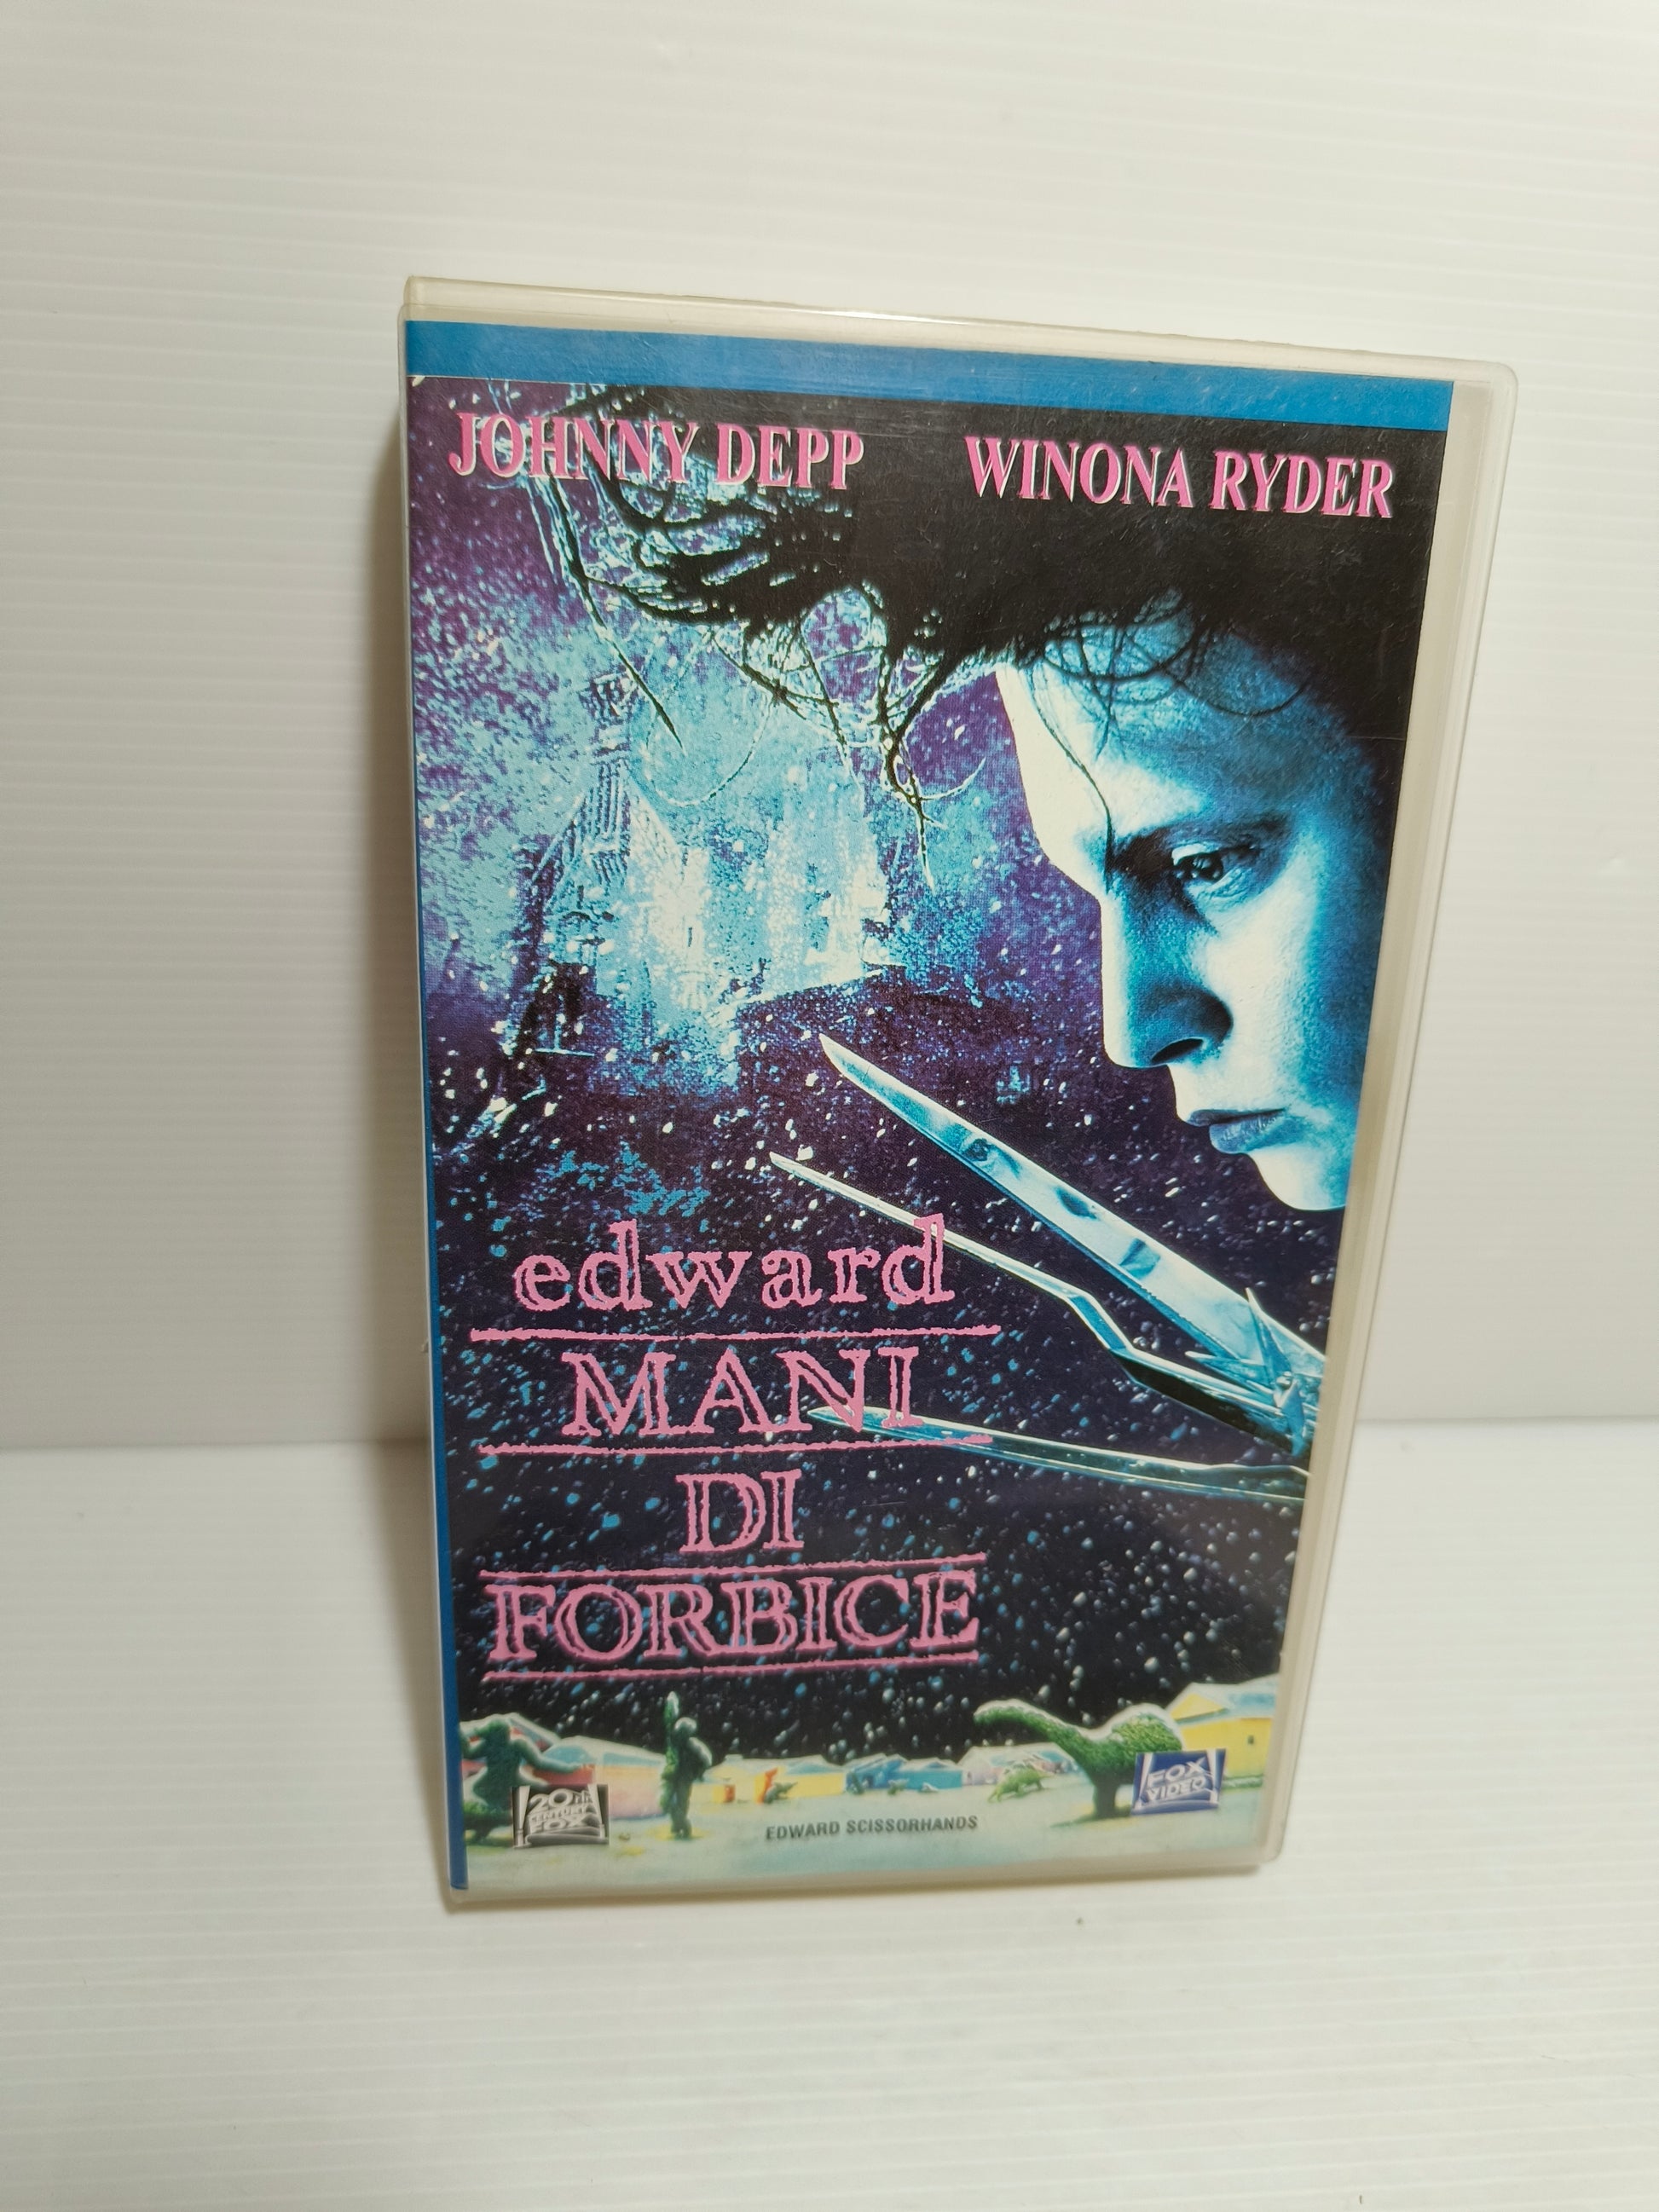 JOHNNY DEPP WINONA RYDER
edward
MANI
DI
FORBICE
20th
CENTURY
FOX
EDWARD SCISSORHANDS
FOX
VIDEO